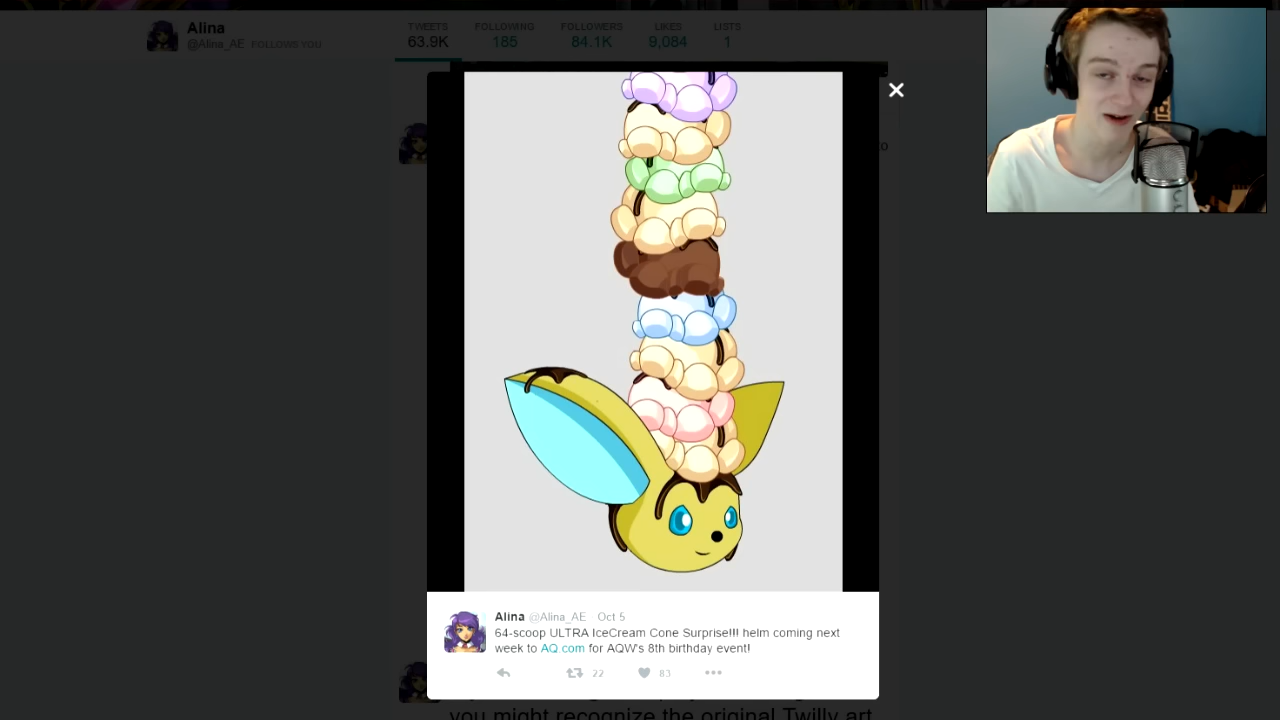 Alina
@Alina_AE FOLLOWS YOU
TWEETS
63.9K
FOLLOWING
185
FOLLOWERS
84.1K
LIKES
9,084
LISTS
1
Alina @Alina_AE Oct 5
64-scoop ULTRA IceCream Cone Surprise!!! helm coming next
week to AQ.com for AQW's 8th birthday event!
22
83
you might recognize the original Twilly art